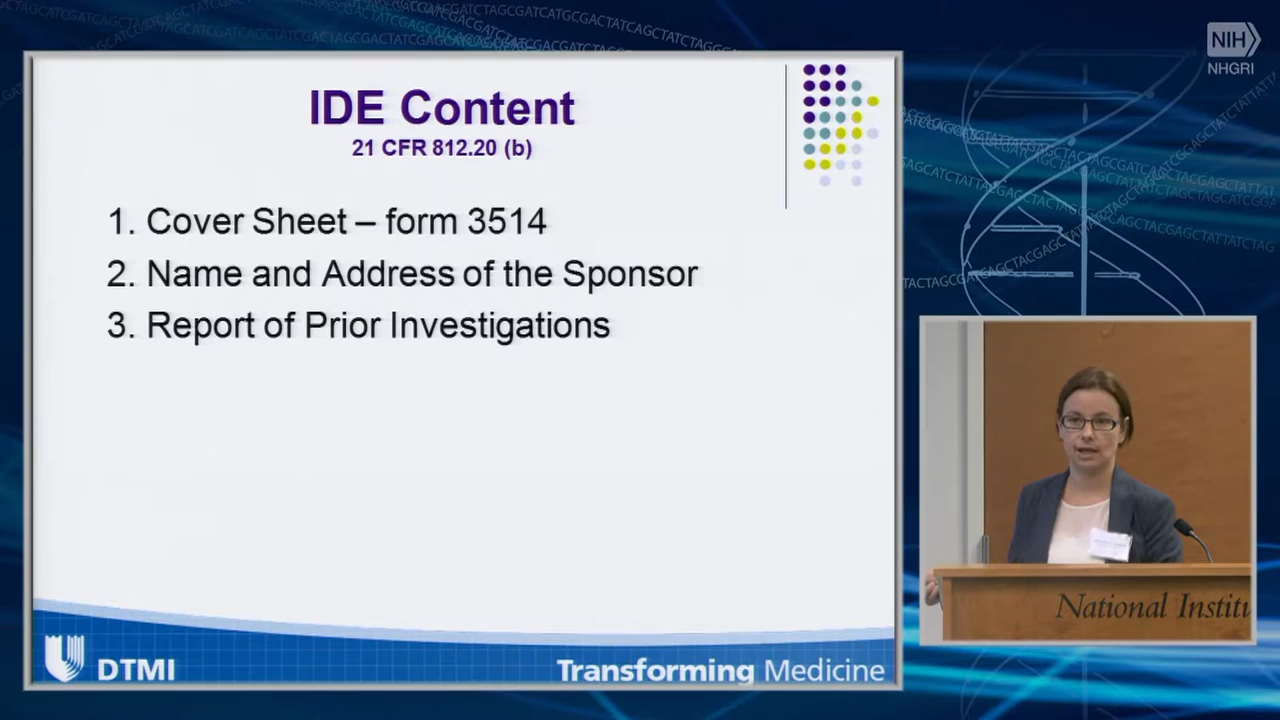 NIH
NHGRI
IDE Content
21 CFR 812.20 (b)
1. Cover Sheet – form 3514
2. Name and Address of the Sponsor
3. Report of Prior Investigations
DTMI
Transforming Medicine
National Institu